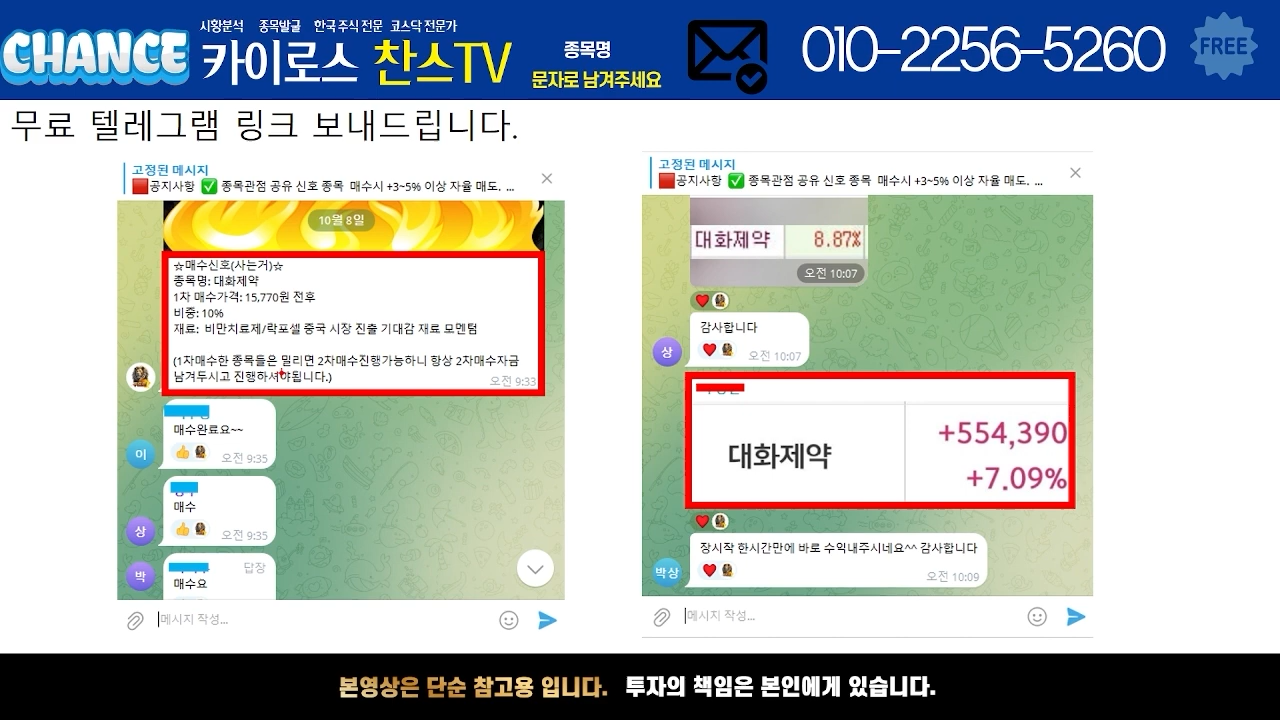 CHANCE
시황분석 종목발굴 한국 주식 전문 코스닥 전문가
카이로스 찬스TV
종목명
문자로 남겨주세요
010-2256-5260
FREE
무료 텔레그램 링크 보내드립니다.
고정된 메시지
🟥공지사항 ✅ 종목관점 공유 신호 종목 매수시 +3~5% 이상 자율 매도. ...
10월 8일
☆매수신호(사는거)☆
종목명: 대화제약
1차 매수가격: 15,770원 전후
비중: 10%
재료: 비만치료제/락포셀 중국 시장 진출 기대감 재료 모멘텀
(1차매수한 종목들은 밀리면 2차매수진행가능하니 항상 2차매수자금
남겨두시고 진행하셔야됩니다.)
오전 9:33
이
매수완료요~~
오전 9:35
상
매수
오전 9:35
박
답장
매수요
메시지 작성...
고정된 메시지
🟥공지사항 ✅ 종목관점 공유 신호 종목 매수시 +3~5% 이상 자율 매도. ...
대화제약 8.87%
오전 10:07
상
감사합니다
오전 10:07
대화제약
+554,390
+7.09%
박상
장시작 한시간만에 바로 수익내주시네요^^ 감사합니다
오전 10:09
메시지 작성...
본영상은 단순 참고용 입니다. 투자의 책임은 본인에게 있습니다.